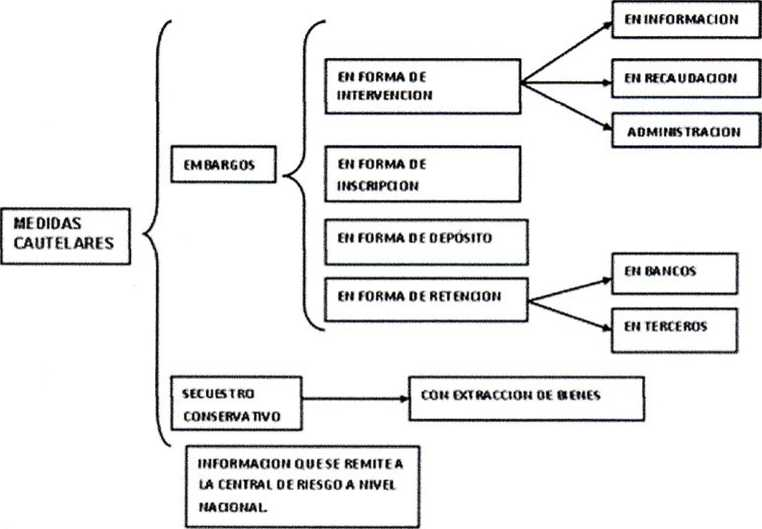 EN INFORMACION
EN FORMA DE
INTERVENCION
EN RECAUDACION
ADMINISTRACION
EMBARGOS
EN FORMA DE
INSCRIPCION
MEDIDAS
CAUTELARES
EN FORMA DE DEPÓSITO
EN FORMA DE RETENCION
EN BANCOS
EN TERCEROS
SECUESTRO
CONSERVATIVO
CON EXTRACCION DE BIENES
INFORMACION QUE SE REMITE A
LA CENTRAL DE RIESGO A NIVEL
NACIONAL.